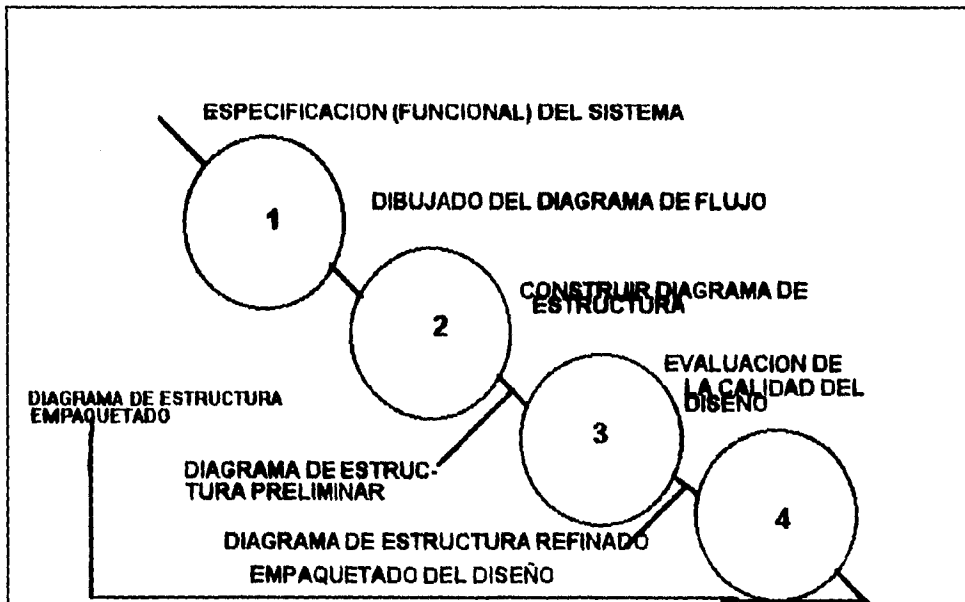 ESPECIFICACION (FUNCIONAL) DEL SISTEMA
1
DIBUJADO DEL DIAGRAMA DE FLUJO
2
CONSTRUIR DIAGRAMA DE
ESTRUCTURA
3
EVALUACION DE
LA CALIDAD DEL
DISEÑO
4
DIAGRAMA DE ESTRUCTURA
EMPAQUETADO
DIAGRAMA DE ESTRUC-
TURA PRELIMINAR
DIAGRAMA DE ESTRUCTURA REFINADO
EMPAQUETADO DEL DISEÑO